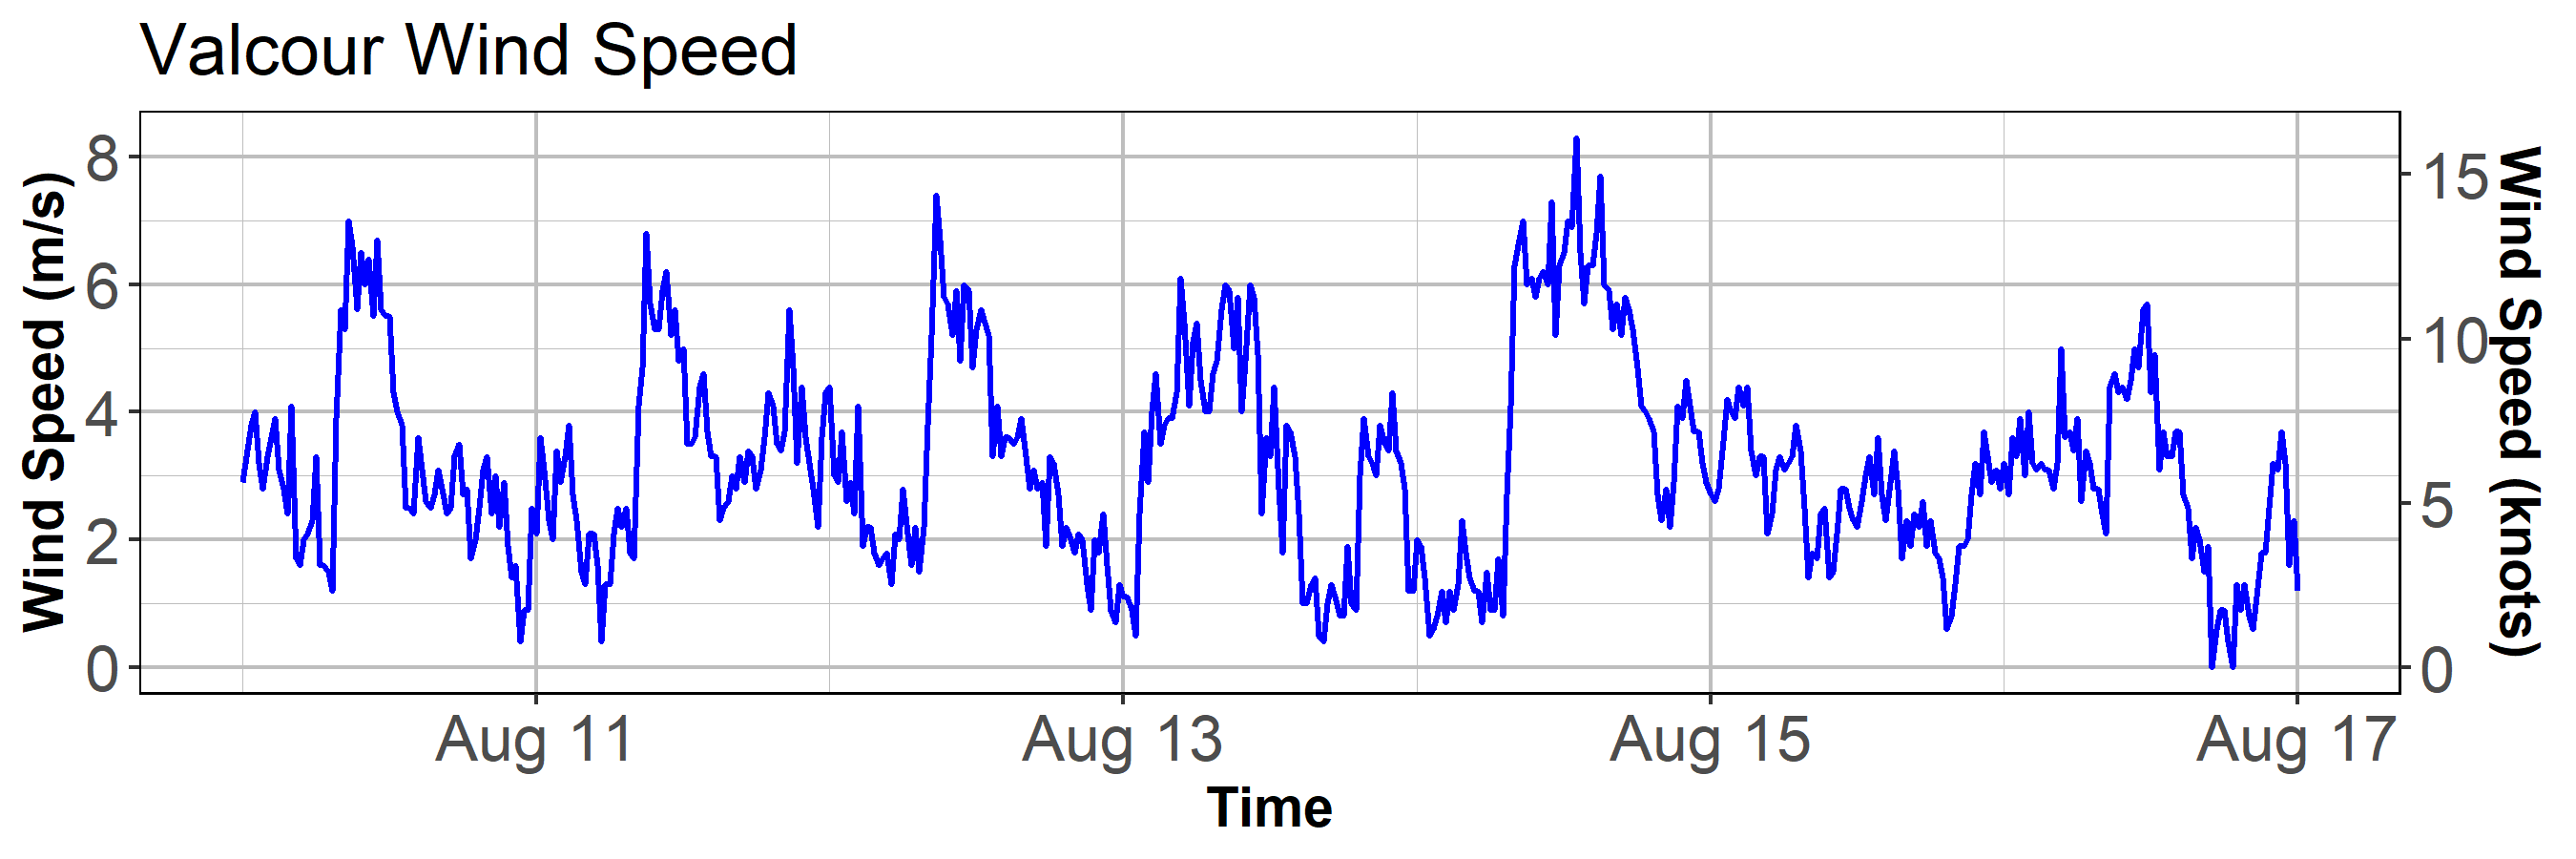 Valcour Wind Speed
Wind Speed (m/s)
8
6
4
2
0
15
10
5
0
Wind Speed (knots)
Aug 11
Aug 13
Aug 15
Aug 17
Time